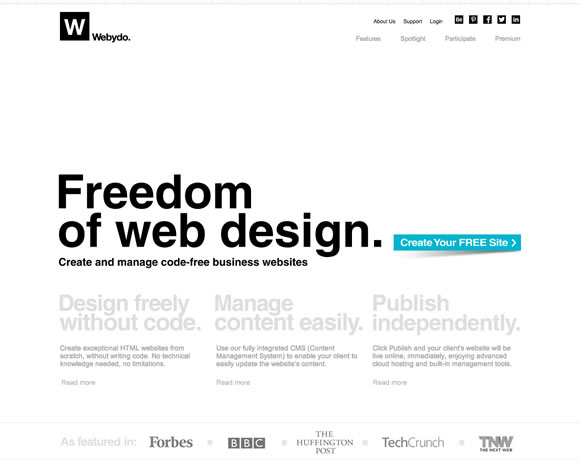 W Webydo.
About Us Support Login
Features Spotlight Participate Premium
Freedom
of web design.
Create Your FREE Site
Create and manage code-free business websites
Design freely
without code.
Create exceptional HTML websites from
scratch, without writing code. No technical
knowledge needed, no limitations.
Read more
Manage
content easily.
Use our fully integrated CMS (Content
Management System) to enable your client to
easily update the website's content.
Read more
Publish
independently.
Click Publish and your client's website will be
live online, immediately, enjoying advanced
cloud hosting and built-in management tools.
Read more
As featured in: Forbes BBC
THE
HUFFINGTON
POST
TechCrunch
TNW
THE NEXT WEB